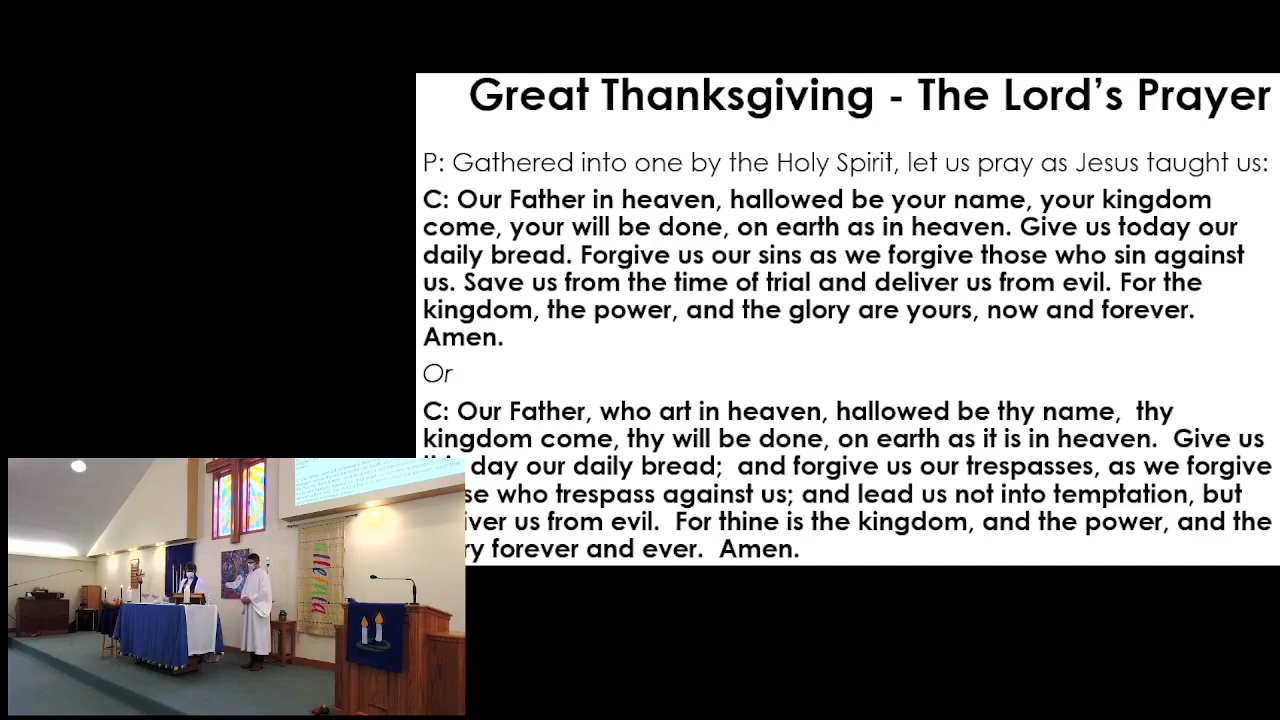 Great Thanksgiving - The Lord's Prayer
P: Gathered into one by the Holy Spirit, let us pray as Jesus taught us:
C: Our Father in heaven, hallowed be your name, your kingdom
come, your will be done, on earth as in heaven. Give us today our
daily bread. Forgive us our sins as we forgive those who sin against
us. Save us from the time of trial and deliver us from evil. For the
kingdom, the power, and the glory are yours, now and forever.
Amen.
Or
C: Our Father, who art in heaven, hallowed be thy name, thy
kingdom come, thy will be done, on earth as it is in heaven. Give us
day our daily bread; and forgive us our trespasses, as we forgive
who trespass against us; and lead us not into temptation, but
us from evil. For thine is the kingdom, and the power, and the
forever and ever. Amen.
alleluia